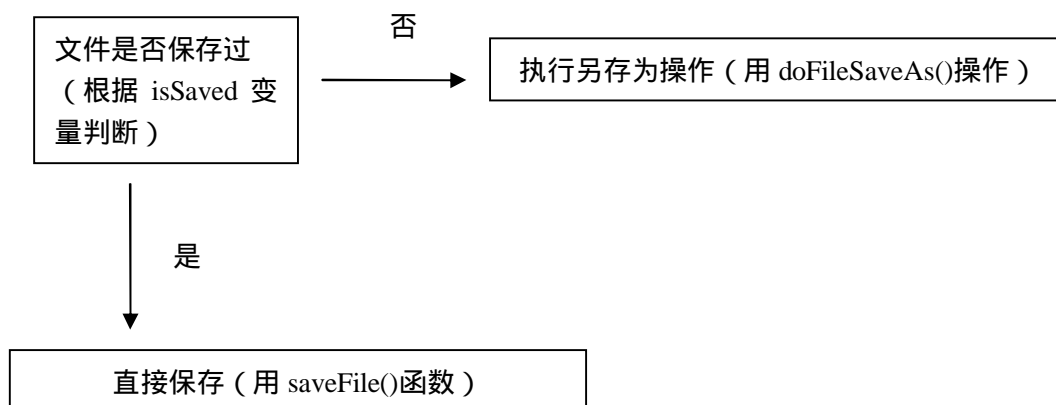 文件是否保存过
（根据 isSaved 变
量判断）
否
执行另存为操作（用 doFileSaveAs()操作）
是
直接保存（用 saveFile()函数）